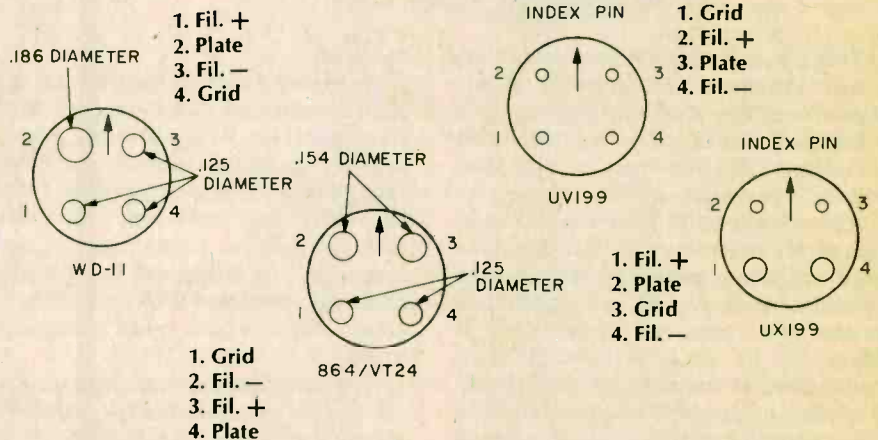 1. Fil. +
2. Plate
3. Fil. —
4. Grid
.186 DIAMETER
2
3
.125
DIAMETER
1
4
WD-11
.154 DIAMETER
2
3
.125
DIAMETER
1
4
864/VT24
1. Grid
2. Fil. —
3. Fil. +
4. Plate
INDEX PIN
2
3
1
4
UV199
1. Grid
2. Fil. +
3. Plate
4. Fil. —
INDEX PIN
2
3
1
4
UX199
1. Fil. +
2. Plate
3. Grid
4. Fil. —